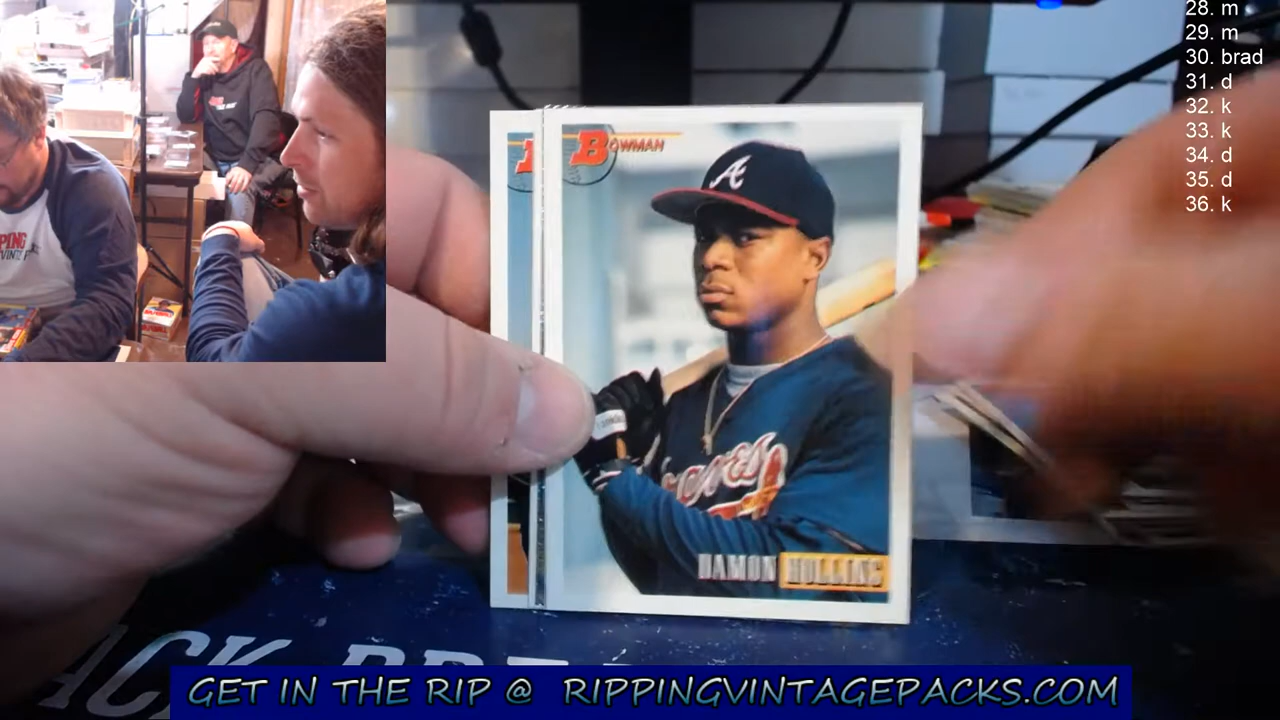 28. m
29. m
30. brad
31. d
32. k
33. k
34. d
35. d
36. k
BOWMAN
A
Braves
DAMON HOLLINS
GET IN THE RIP @ RIPPINGVINTAGEPACKS.COM